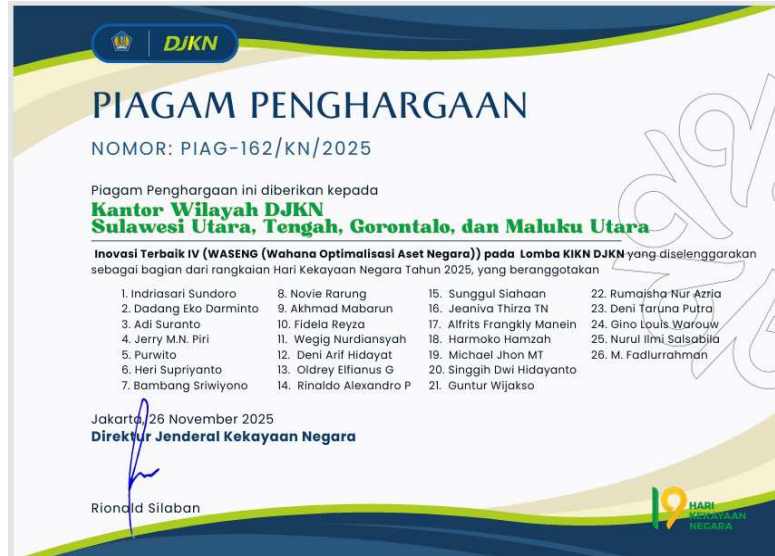 DJKN
PIAGAM PENGHARGAAN
NOMOR: PIAG-162/KN/2025
Piagam Penghargaan ini diberikan kepada
Kantor Wilayah DJKN
Sulawesi Utara, Tengah, Gorontalo, dan Maluku Utara
Inovasi Terbaik IV (WASENG (Wahana Optimalisasi Aset Negara)) pada Lomba KIKN DJKN yang diselenggarakan
sebagai bagian dari rangkaian Hari Kekayaan Negara Tahun 2025, yang beranggotakan
1. Indriasari Sundoro
2. Dadang Eko Darminto
3. Adi Suranto
4. Jerry M.N. Piri
5. Purwito
6. Heri Supriyanto
7. Bambang Sriwiyono
8. Novie Rarung
9. Akhmad Mabarun
10. Fidela Reyza
11. Wegig Nurdiansyah
12. Deni Arif Hidayat
13. Oldrey Elfianus G
14. Rinaldo Alexandro P
15. Sunggul Siahaan
16. Jeaniva Thirza TN
17. Alfrits Frangkly Manein
18. Harmoko Hamzah
19. Michael Jhon MT
20. Singgih Dwi Hidayanto
21. Guntur Wijakso
22. Rumaisha Nur Azria
23. Deni Taruna Putra
24. Gino Louis Warouw
25. Nurul Ilmi Salsabila
26. M. Fadlurrahman
Jakarta, 26 November 2025
Direktur Jenderal Kekayaan Negara
Rionald Silaban
19 HARI
KEKAYAAN
NEGARA